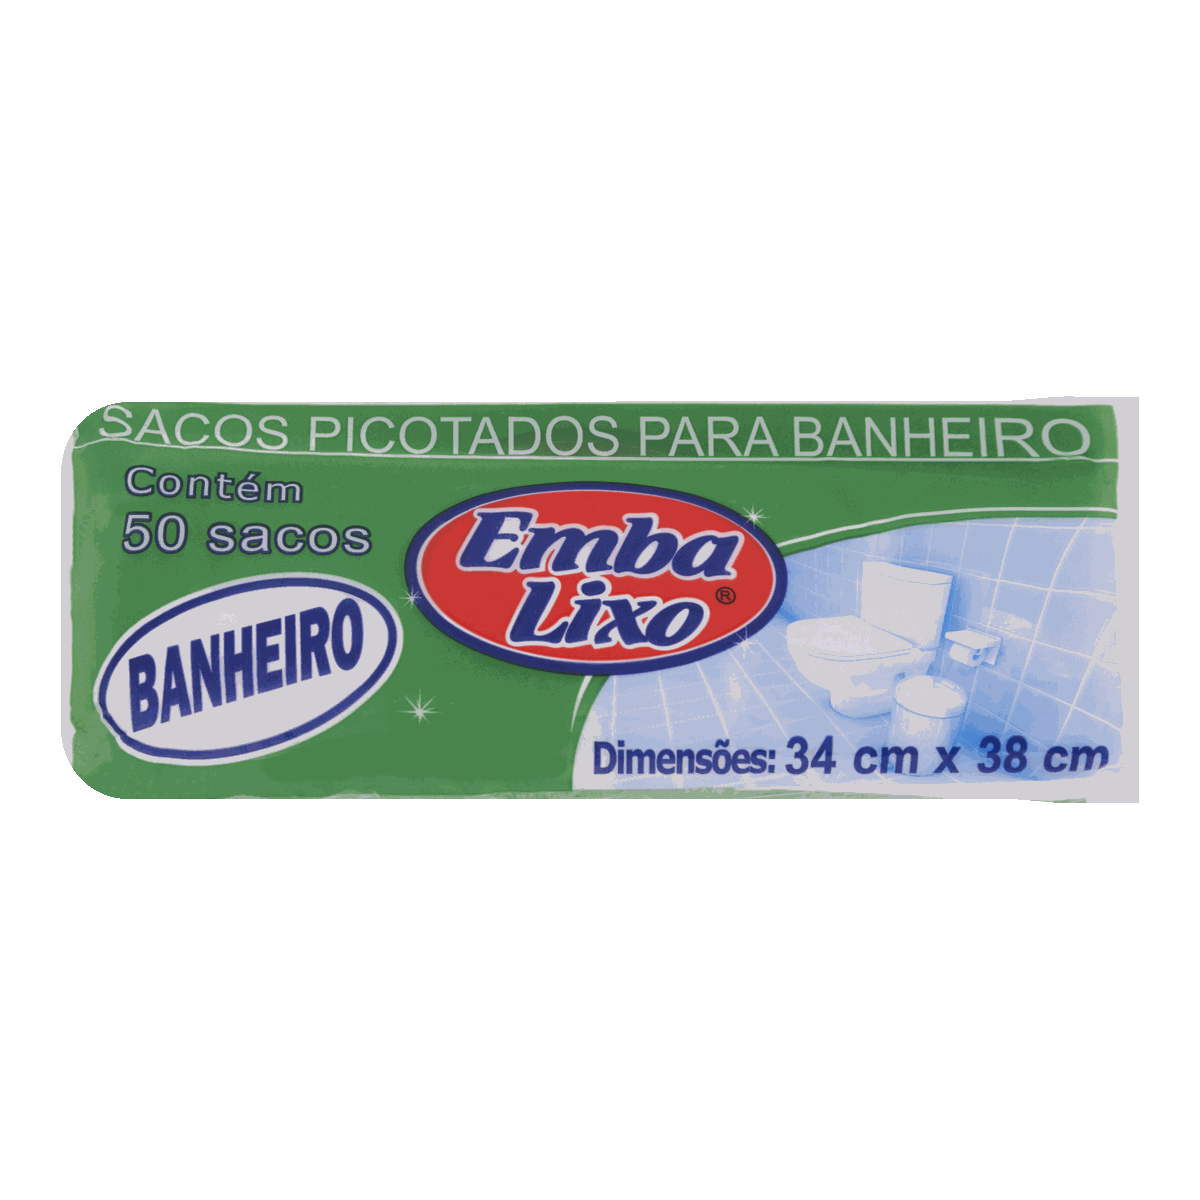 SACOS PICOTADOS PARA BANHEIRO
Contém
50 sacos
Emba
Lixo®
BANHEIRO
Dimensões: 34 cm x 38 cm